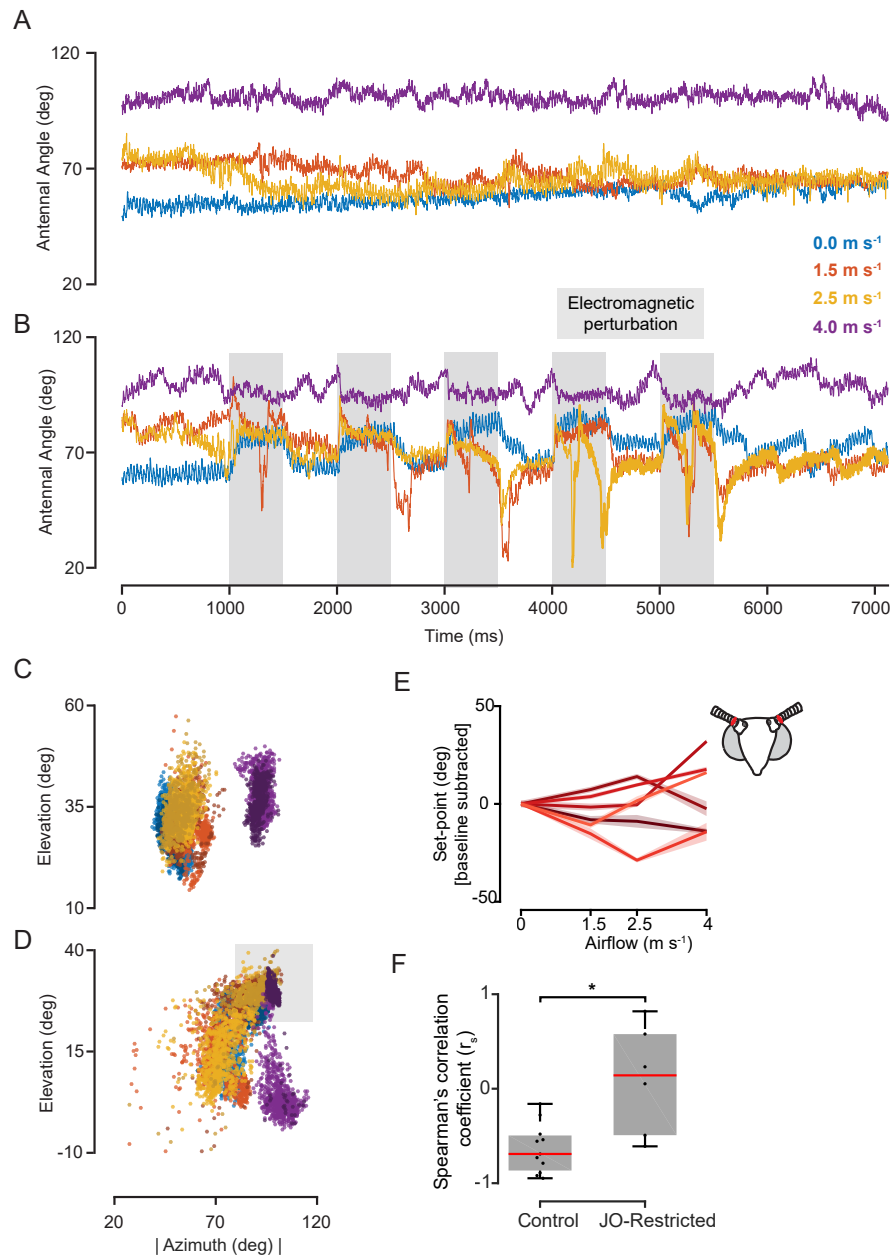 A
120
70
20
Antennal Angle (deg)
0.0 m s⁻¹
1.5 m s⁻¹
2.5 m s⁻¹
4.0 m s⁻¹
Electromagnetic
perturbation
B
120
70
20
Antennal Angle (deg)
0 1000 2000 3000 4000 5000 6000 7000
Time (ms)
C
60
35
10
Elevation (deg)
D
40
15
-10
Elevation (deg)
20 70 120
| Azimuth (deg) |
E
50
0
-50
Set-point (deg)
[baseline subtracted]
0 1.5 2.5 4
Airflow (m s⁻¹)
F
1
0
-1
Spearman's correlation
coefficient (rₛ)
*
Control JO-Restricted